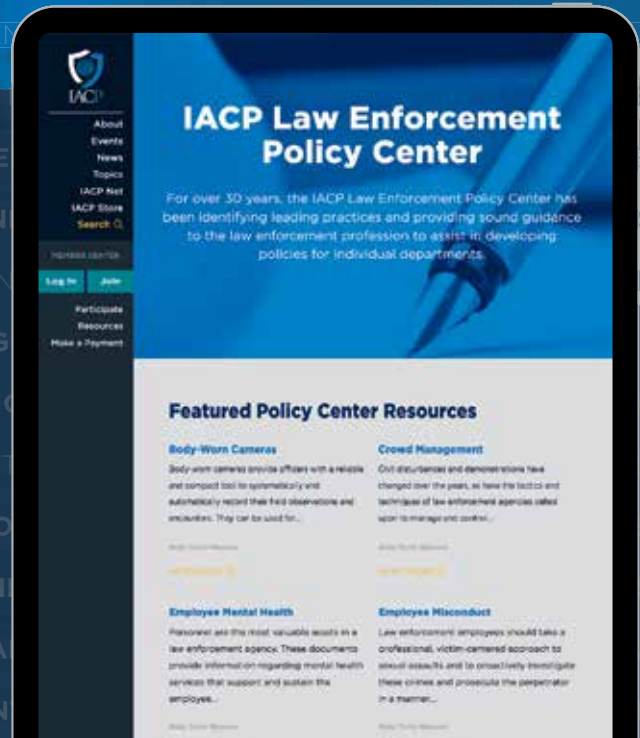 IACP
About
Events
News
Topics
IACP Net
IACP Store
Search
MEMBER CENTER
Log In
Join
Participate
Resources
Make a Payment
IACP Law Enforcement
Policy Center
For over 30 years, the IACP Law Enforcement Policy Center has
been identifying leading practices and providing sound guidance
to the law enforcement profession to assist in developing
policies for individual departments.
Featured Policy Center Resources
Body-Worn Cameras
Body-worn cameras provide officers with a reliable
and compact tool to systematically and
automatically record their field observations and
encounters. They can be used for...
Crowd Management
Civil disturbances and demonstrations have
changed over the years, as have the tactics and
techniques of law enforcement agencies called
upon to manage and control...
Employee Mental Health
Personnel are the most valuable assets in a
law enforcement agency. These documents
provide information regarding mental health
services that support and sustain the
employee...
Employee Misconduct
Law enforcement employees should take a
professional, victim-centered approach to
sexual assaults and to proactively investigate
these crimes and prosecute the perpetrator
in a manner...